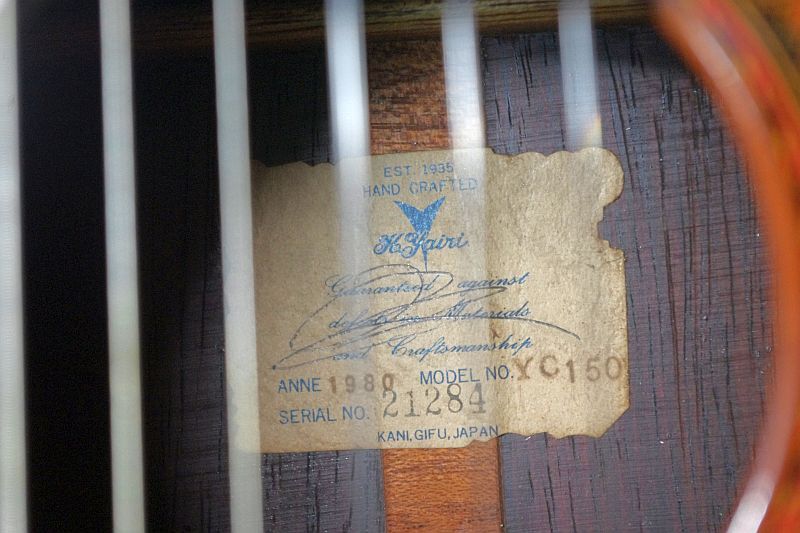 EST. 1935
HAND CRAFTED
K.Yairi
Guaranteed against
defective Materials
and Craftsmanship
ANNE 1980 MODEL NO. YC150
SERIAL NO. 21284
KANI, GIFU, JAPAN